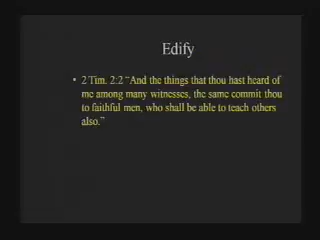 Edify
• 2 Tim. 2:2 “And the things that thou hast heard of
me among many witnesses, the same commit thou
to faithful men, who shall be able to teach others
also.”